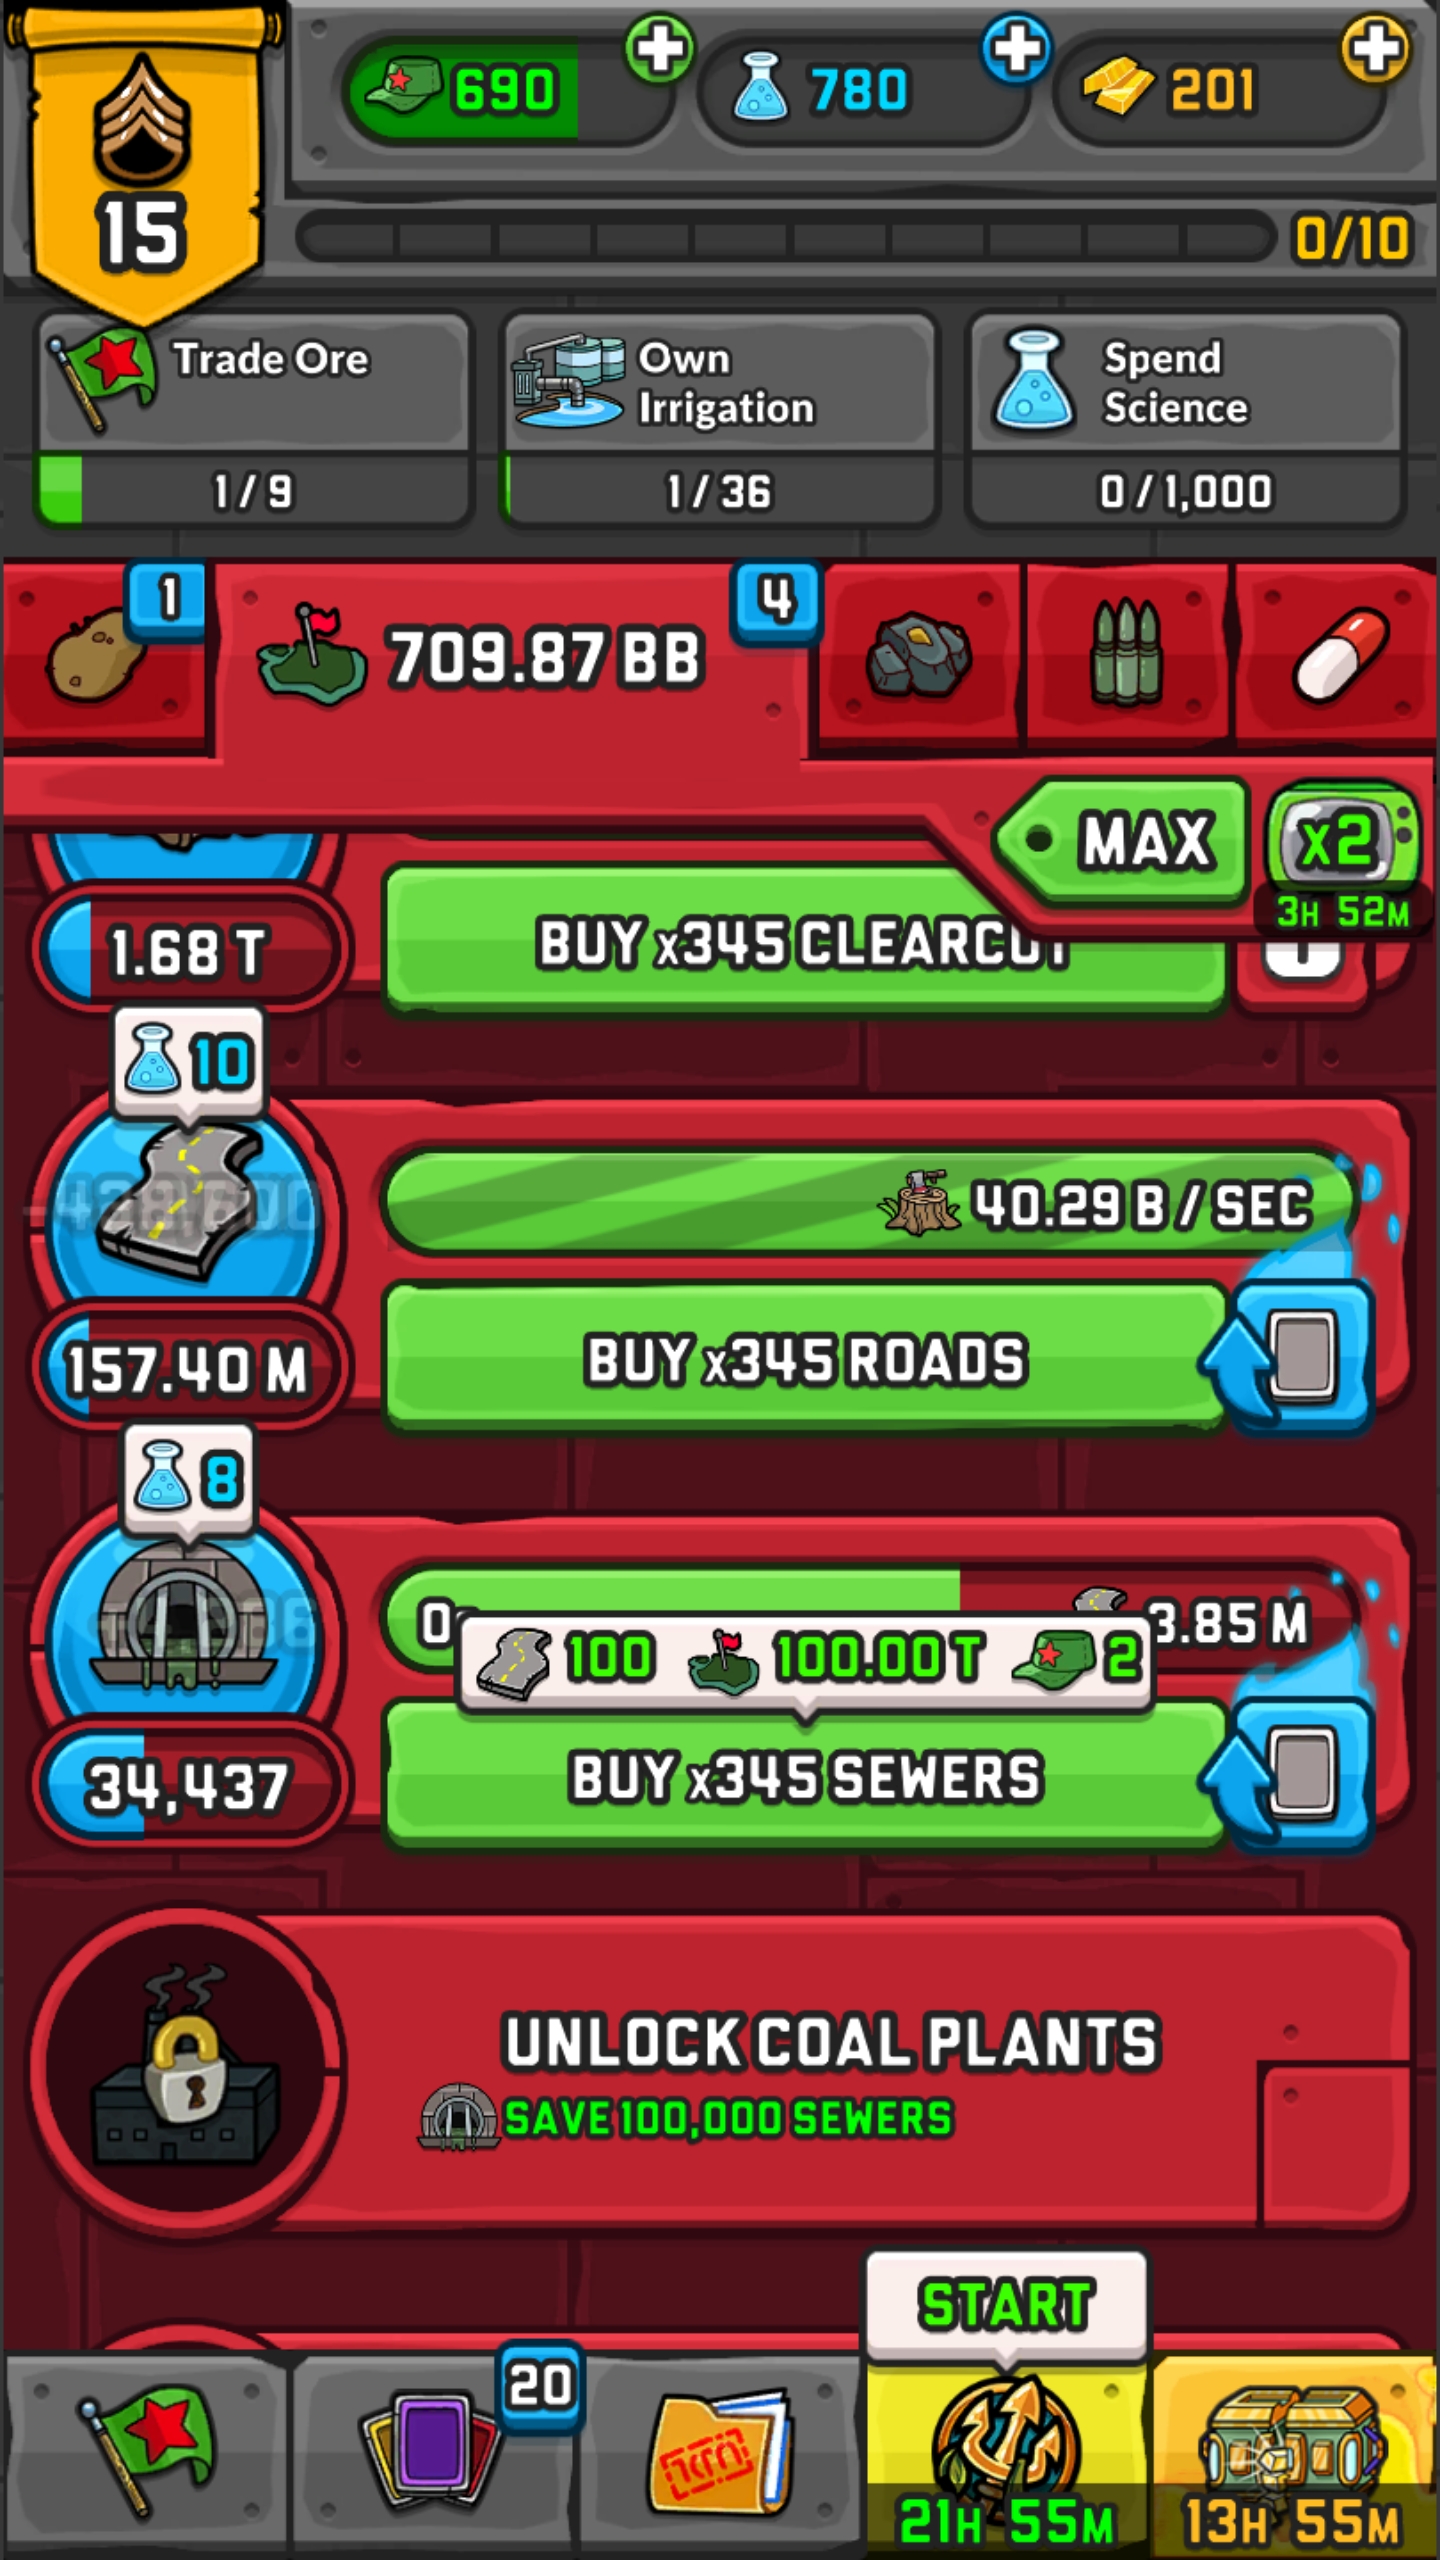 690
780
201
15
0/10
Trade Ore
1/9
Own
Irrigation
1/36
Spend
Science
0/1,000
1
709.87 BB
4
MAX
x2
3H 52M
1.68 T
BUY x345 CLEARCUT
10
40.29 B / SEC
157.40 M
BUY x345 ROADS
8
3.85 M
100
100.00 T
2
34,437
BUY x345 SEWERS
UNLOCK COAL PLANTS
SAVE 100,000 SEWERS
START
20
21H 55M
13H 55M